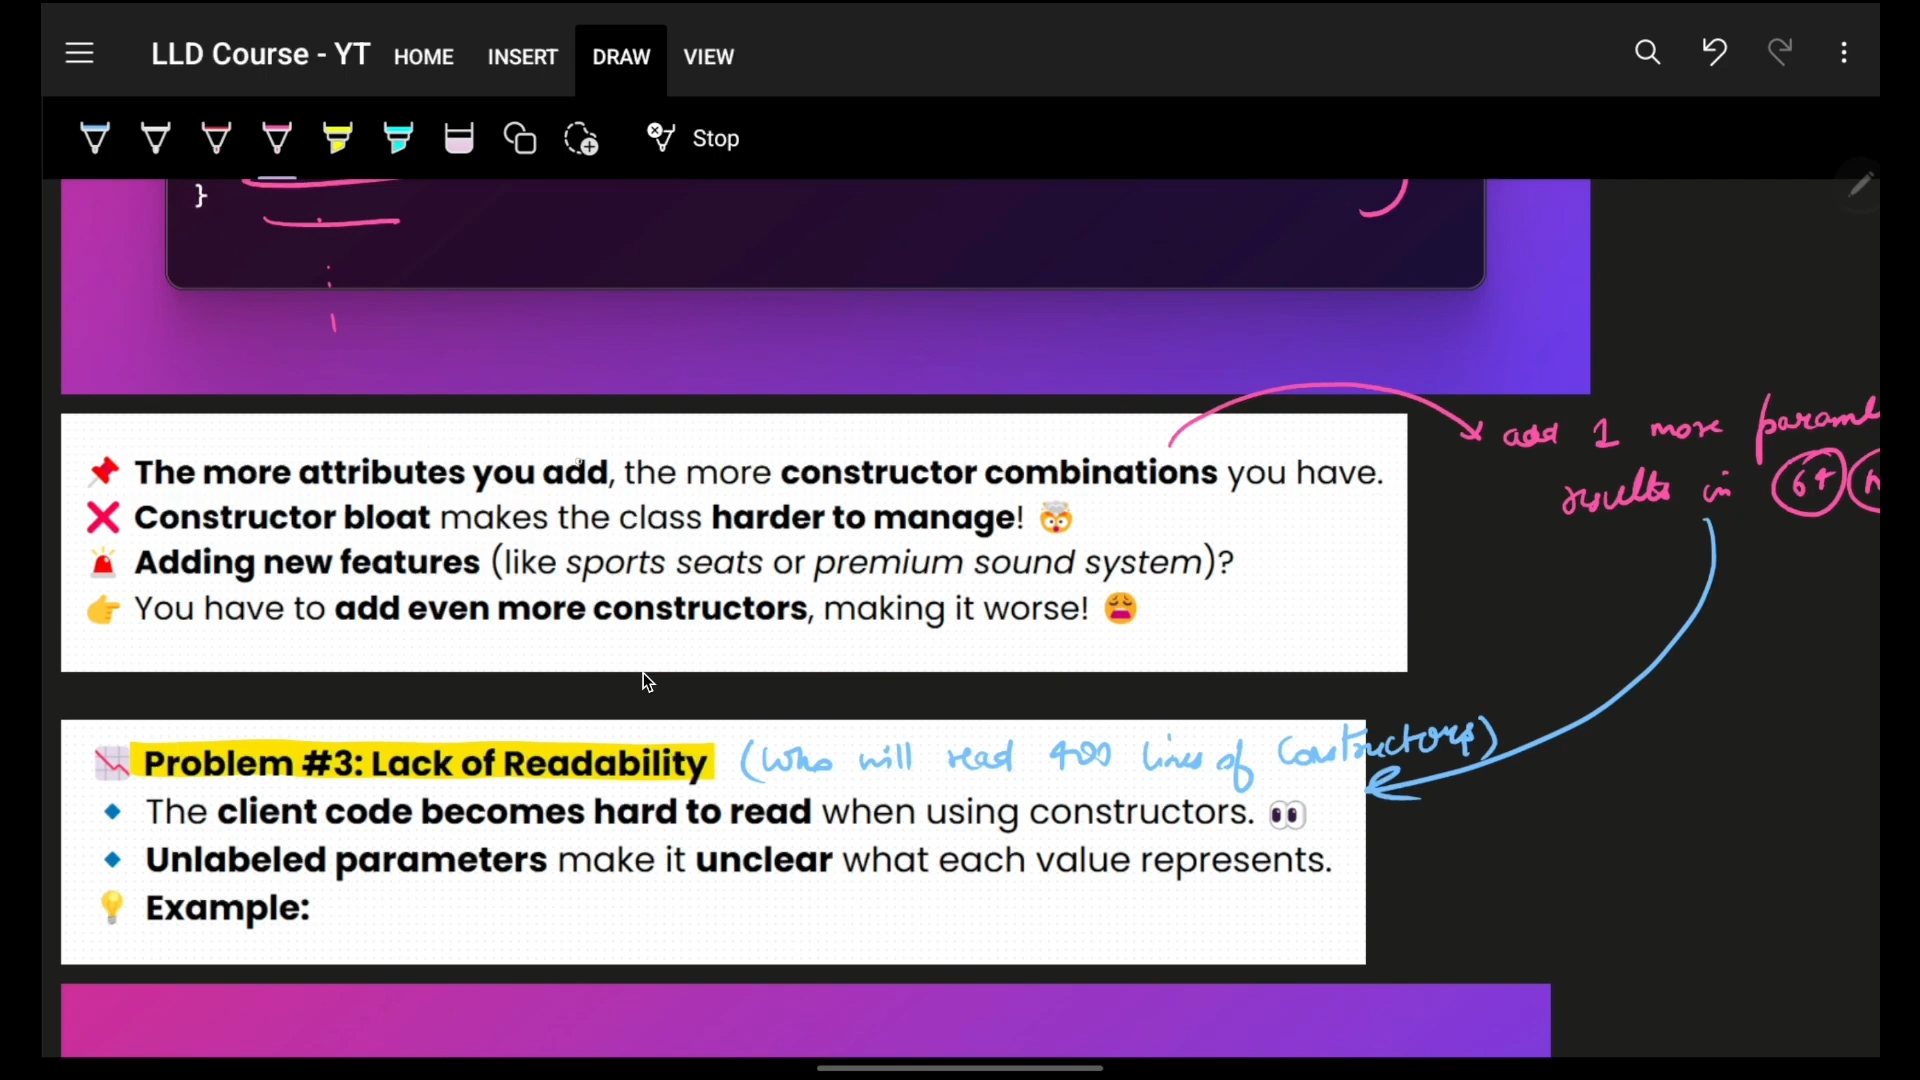 LLD Course - YT HOME INSERT DRAW VIEW
Stop
}
📌 The more attributes you add, the more constructor combinations you have.
❌ Constructor bloat makes the class harder to manage! 🤯
🚨 Adding new features (like sports seats or premium sound system)?
👉 You have to add even more constructors, making it worse! 😩
add 1 more
results in 64
📉 Problem #3: Lack of Readability (who will read 400 lines of constructors)
🔹 The client code becomes hard to read when using constructors. 👀
🔹 Unlabeled parameters make it unclear what each value represents.
💡 Example: